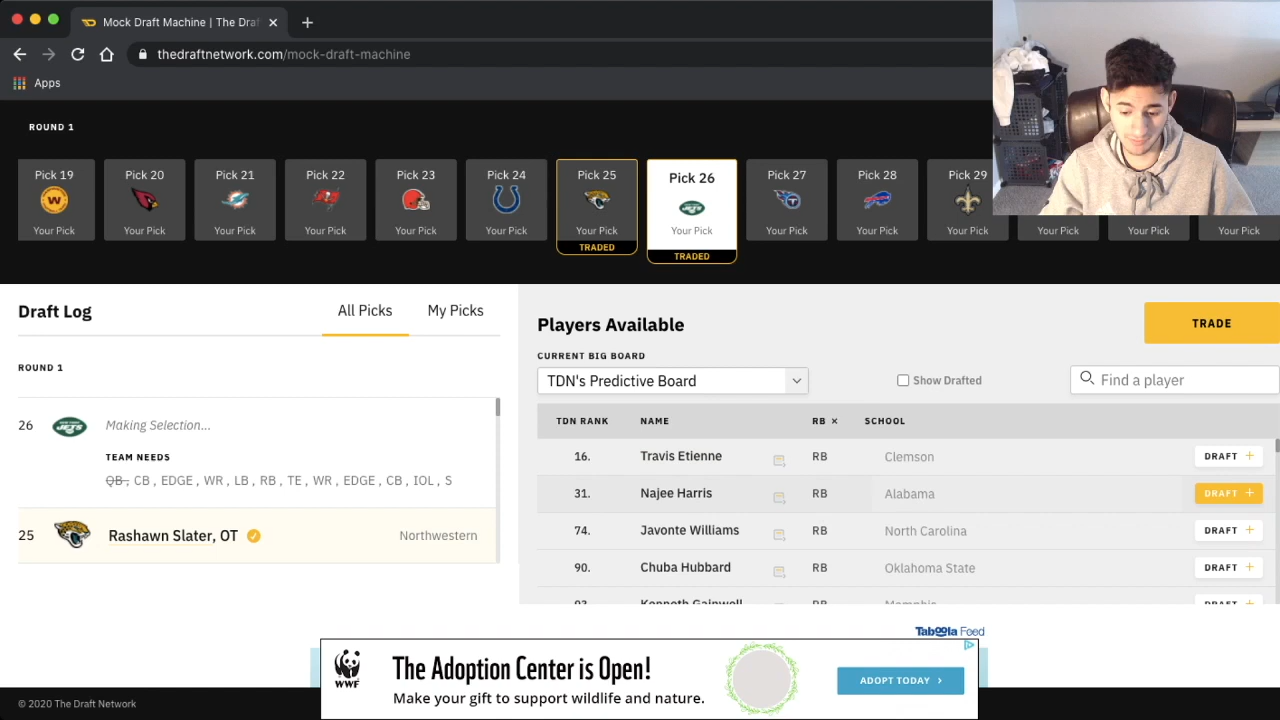 Mock Draft Machine | The Draf
thedraftnetwork.com/mock-draft-machine
Apps
ROUND 1
Pick 19
Your Pick
Pick 20
Your Pick
Pick 21
Your Pick
Pick 22
Your Pick
Pick 23
Your Pick
Pick 24
Your Pick
Pick 25
Your Pick
TRADED
Pick 26
Your Pick
TRADED
Pick 27
Your Pick
Pick 28
Your Pick
Pick 29
Your Pick
Your Pick
Your Pick
Your Pick
Draft Log
All Picks
My Picks
ROUND 1
26 JETS Making Selection...
TEAM NEEDS
QB , CB , EDGE , WR , LB , RB , TE , WR , EDGE , CB , IOL , S
25 Rashawn Slater, OT Northwestern
Players Available
TRADE
CURRENT BIG BOARD
TDN's Predictive Board
Show Drafted
Find a player
TDN RANK NAME RB × SCHOOL
16. Travis Etienne RB Clemson DRAFT +
31. Najee Harris RB Alabama DRAFT +
74. Javonte Williams RB North Carolina DRAFT +
90. Chuba Hubbard RB Oklahoma State DRAFT +
93. Kenneth Gainwell RB Memphis DRAFT +
Taboola Feed
WWF
The Adoption Center is Open!
Make your gift to support wildlife and nature.
ADOPT TODAY >
© 2020 The Draft Network